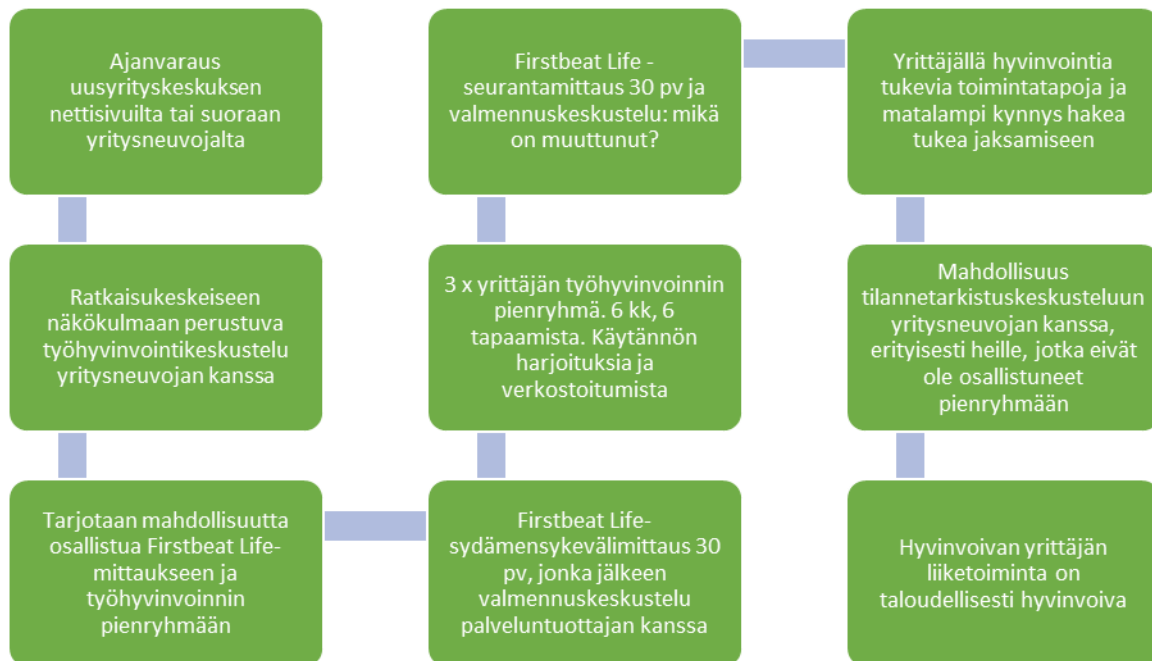 Ajanvaraus
uusyrityskeskuksen
nettisivuilta tai suoraan
yritysneuvojalta
Ratkaisukeskeiseen
näkökulmaan perustuva
työhyvinvointikeskustelu
yritysneuvojan kanssa
Tarjotaan mahdollisuutta
osallistua Firstbeat Life-
mittaukseen ja
työhyvinvoinnin
pienryhmään
Firstbeat Life-
sydämensykevälimittaus 30
pv, jonka jälkeen
valmennuskeskustelu
palveluntuottajan kanssa
3 x yrittäjän työhyvinvoinnin
pienryhmä. 6 kk, 6
tapaamista. Käytännön
harjoituksia ja
verkostoitumista
Firstbeat Life -
seurantamittaus 30 pv ja
valmennuskeskustelu: mikä
on muuttunut?
Yrittäjällä hyvinvointia
tukevia toimintatapoja ja
matalampi kynnys hakea
tukea jaksamiseen
Mahdollisuus
tilannetarkistuskeskusteluun
yritysneuvojan kanssa,
erityisesti heille, jotka eivät
ole osallistuneet
pienryhmään
Hyvinvoivan yrittäjän
liiketoiminta on
taloudellisesti hyvinvoiva